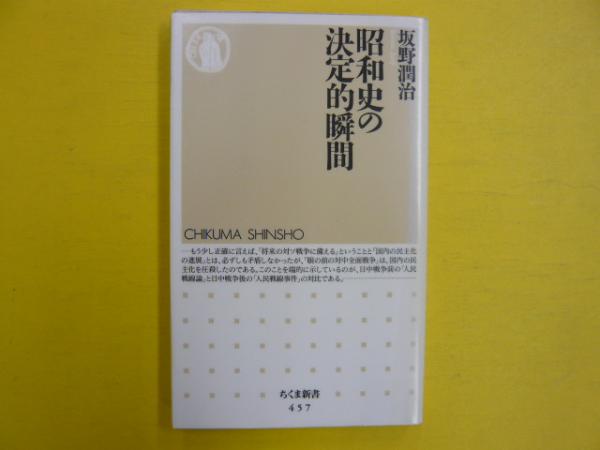 坂野潤治
昭和史の
決定的瞬間
CHIKUMA SHINSHO
―もう少し正確に言えば、「将来の対ソ戦争に備える」ということと「国内の民主化
の進展」とは、必ずしも矛盾しなかったが、「眼の前の対中全面戦争」は、国内の民
主化を圧殺したのである。このことを端的に示しているのが、日中戦争前の「人民
戦線論」と日中戦争後の「人民戦線事件」の対比である。
ちくま新書
457